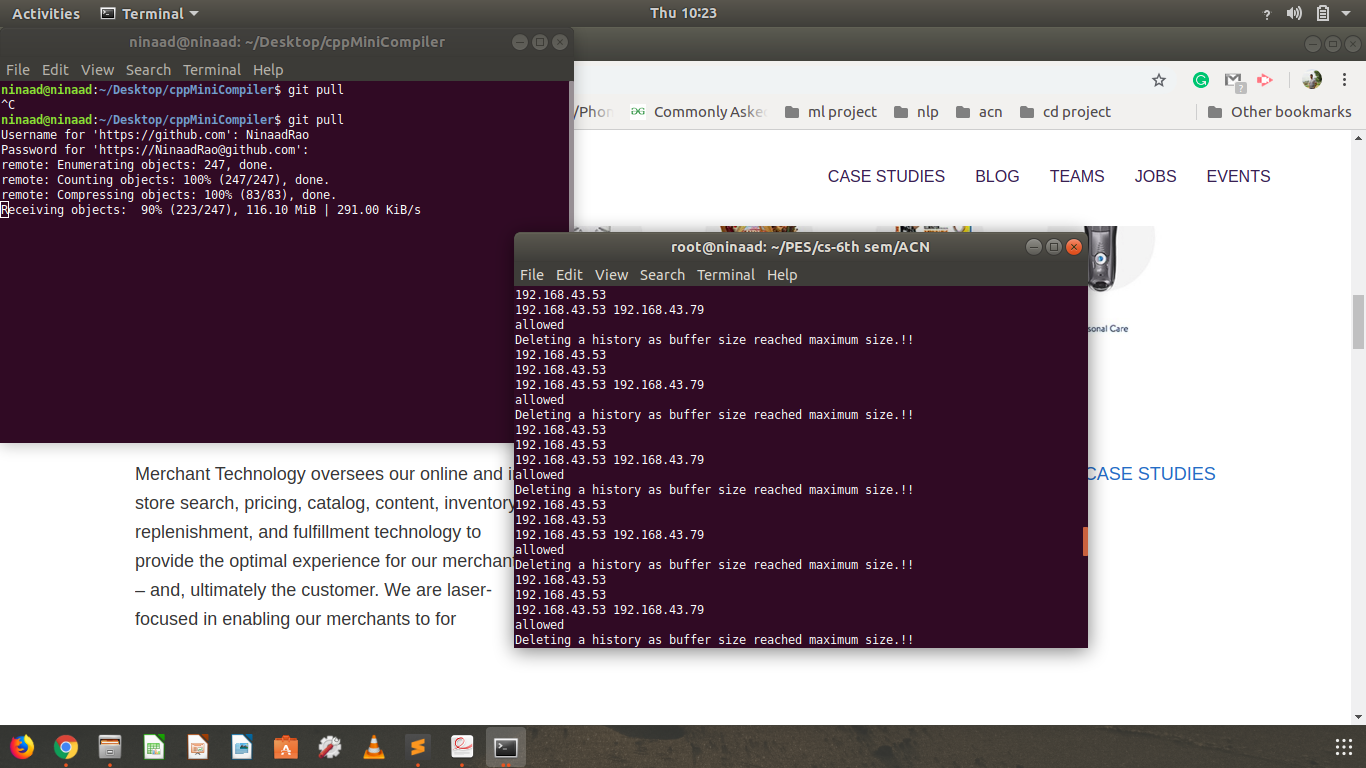 Activities Terminal Thu 10:23 ?
ninaad@ninaad: ~/Desktop/cppMiniCompiler
File Edit View Search Terminal Help
ninaad@ninaad:~/Desktop/cppMiniCompiler$ git pull
^C
ninaad@ninaad:~/Desktop/cppMiniCompiler$ git pull
Username for 'https://github.com': NinaadRao
Password for 'https://NinaadRao@github.com':
remote: Enumerating objects: 247, done.
remote: Counting objects: 100% (247/247), done.
remote: Compressing objects: 100% (83/83), done.
Receiving objects:  90% (223/247), 116.10 MiB | 291.00 KiB/s
?
/Phon GG Commonly Asked ml project nlp acn cd project Other bookmarks
CASE STUDIES BLOG TEAMS JOBS EVENTS
sonal Care
root@ninaad: ~/PES/cs-6th sem/ACN
File Edit View Search Terminal Help
192.168.43.53
192.168.43.53 192.168.43.79
allowed
Deleting a history as buffer size reached maximum size.!!
192.168.43.53
192.168.43.53
192.168.43.53 192.168.43.79
allowed
Deleting a history as buffer size reached maximum size.!!
192.168.43.53
192.168.43.53
192.168.43.53 192.168.43.79
allowed
Deleting a history as buffer size reached maximum size.!!
192.168.43.53
192.168.43.53
192.168.43.53 192.168.43.79
allowed
Deleting a history as buffer size reached maximum size.!!
192.168.43.53
192.168.43.53
192.168.43.53 192.168.43.79
allowed
Deleting a history as buffer size reached maximum size.!!
Merchant Technology oversees our online and i
store search, pricing, catalog, content, inventory
replenishment, and fulfillment technology to
provide the optimal experience for our merchant
– and, ultimately the customer. We are laser-
focused in enabling our merchants to for
CASE STUDIES